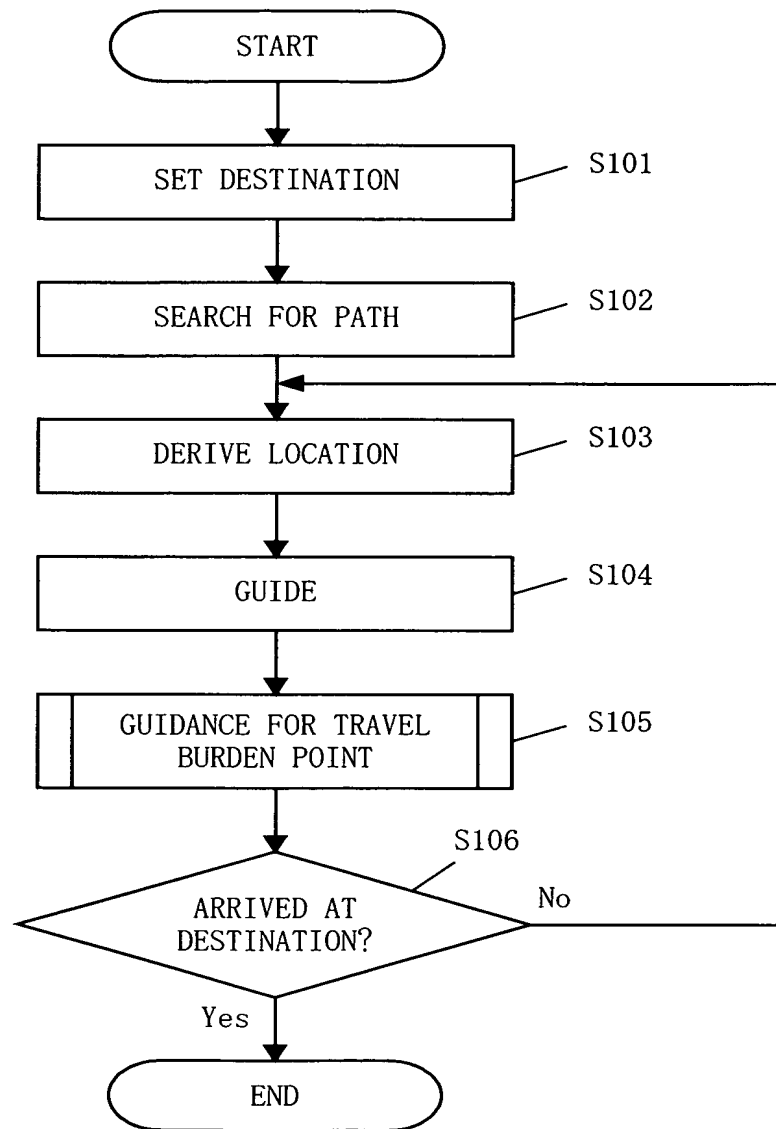 START
SET DESTINATION
S101
SEARCH FOR PATH
S102
DERIVE LOCATION
S103
GUIDE
S104
GUIDANCE FOR TRAVEL
BURDEN POINT
S105
S106
ARRIVED AT
DESTINATION?
No
Yes
END